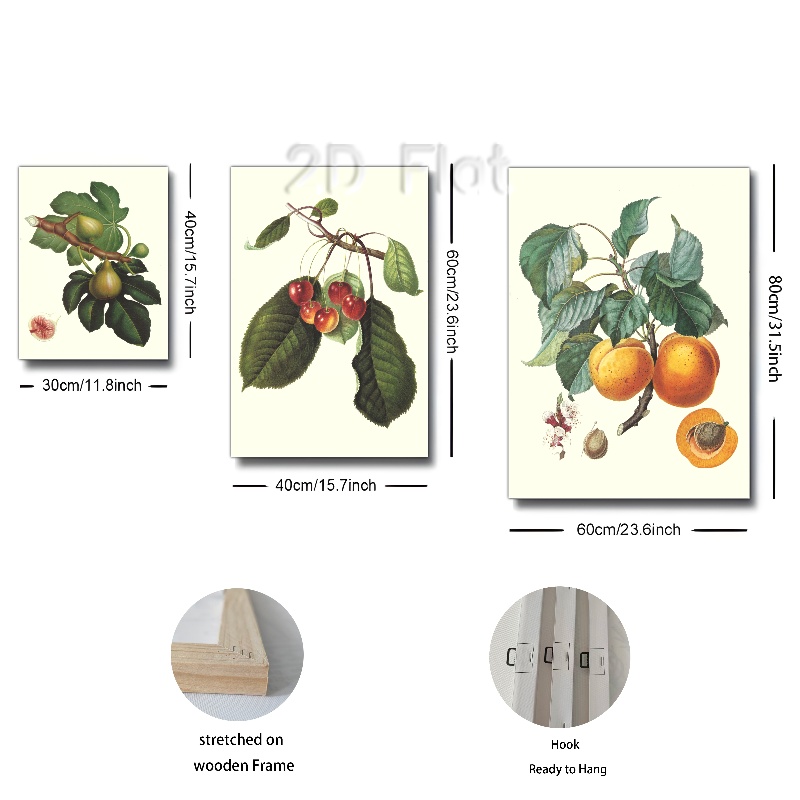 2D Flat
40cm/15.7inch
30cm/11.8inch
60cm/23.6inch
40cm/15.7inch
80cm/31.5inch
60cm/23.6inch
stretched on
wooden Frame
Hook
Ready to Hang